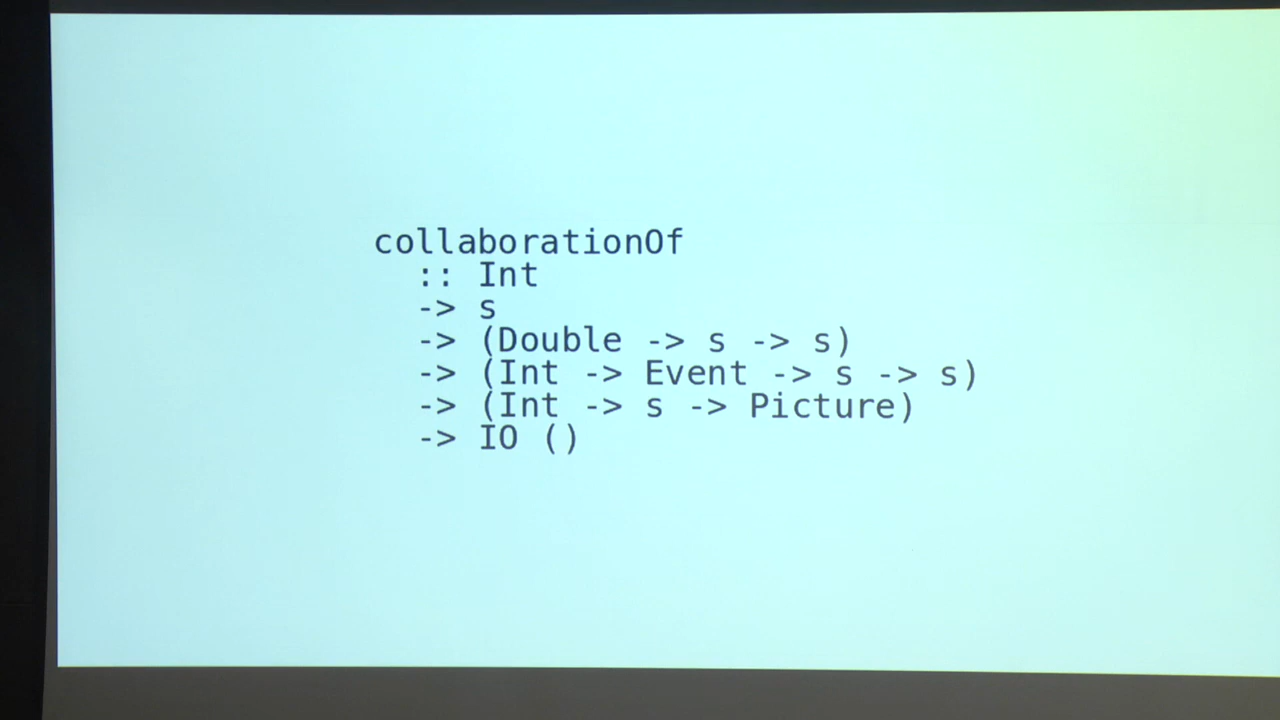 collaborationOf
:: Int
-> s
-> (Double -> s -> s)
-> (Int -> Event -> s -> s)
-> (Int -> s -> Picture)
-> IO ()